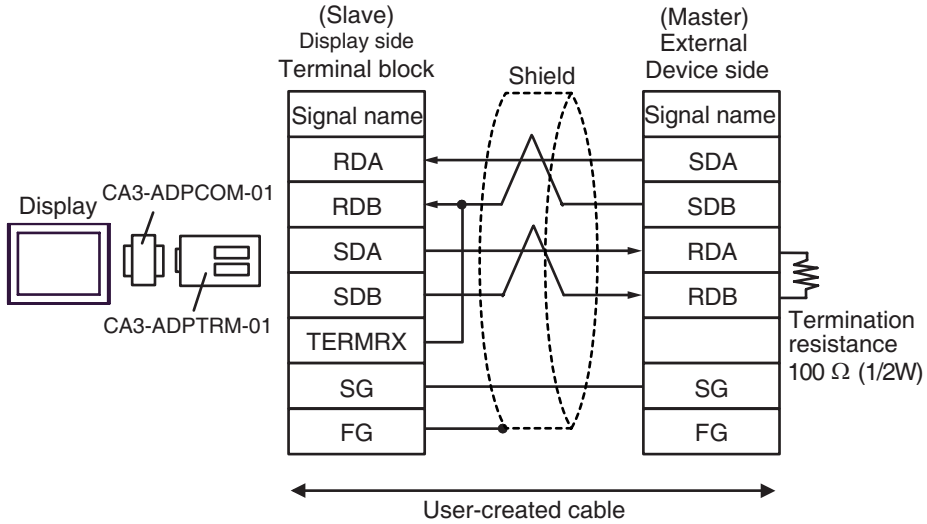 (Slave)
Display side
Terminal block
Shield
(Master)
External
Device side
Signal name
Signal name
RDA
SDA
RDB
SDB
SDA
RDA
SDB
RDB
TERMRX
SG
SG
FG
FG
Display
CA3-ADPCOM-01
CA3-ADPTRM-01
Termination
resistance
100 Ω (1/2W)
User-created cable